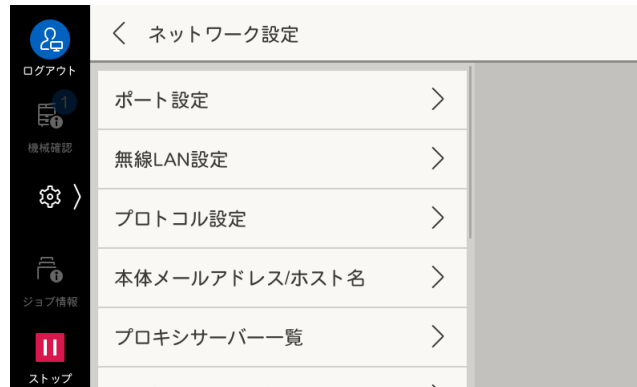 ログアウト
1
機械確認
ジョブ情報
ストップ
ネットワーク設定
ポート設定
無線LAN設定
プロトコル設定
本体メールアドレス/ホスト名
プロキシサーバー一覧